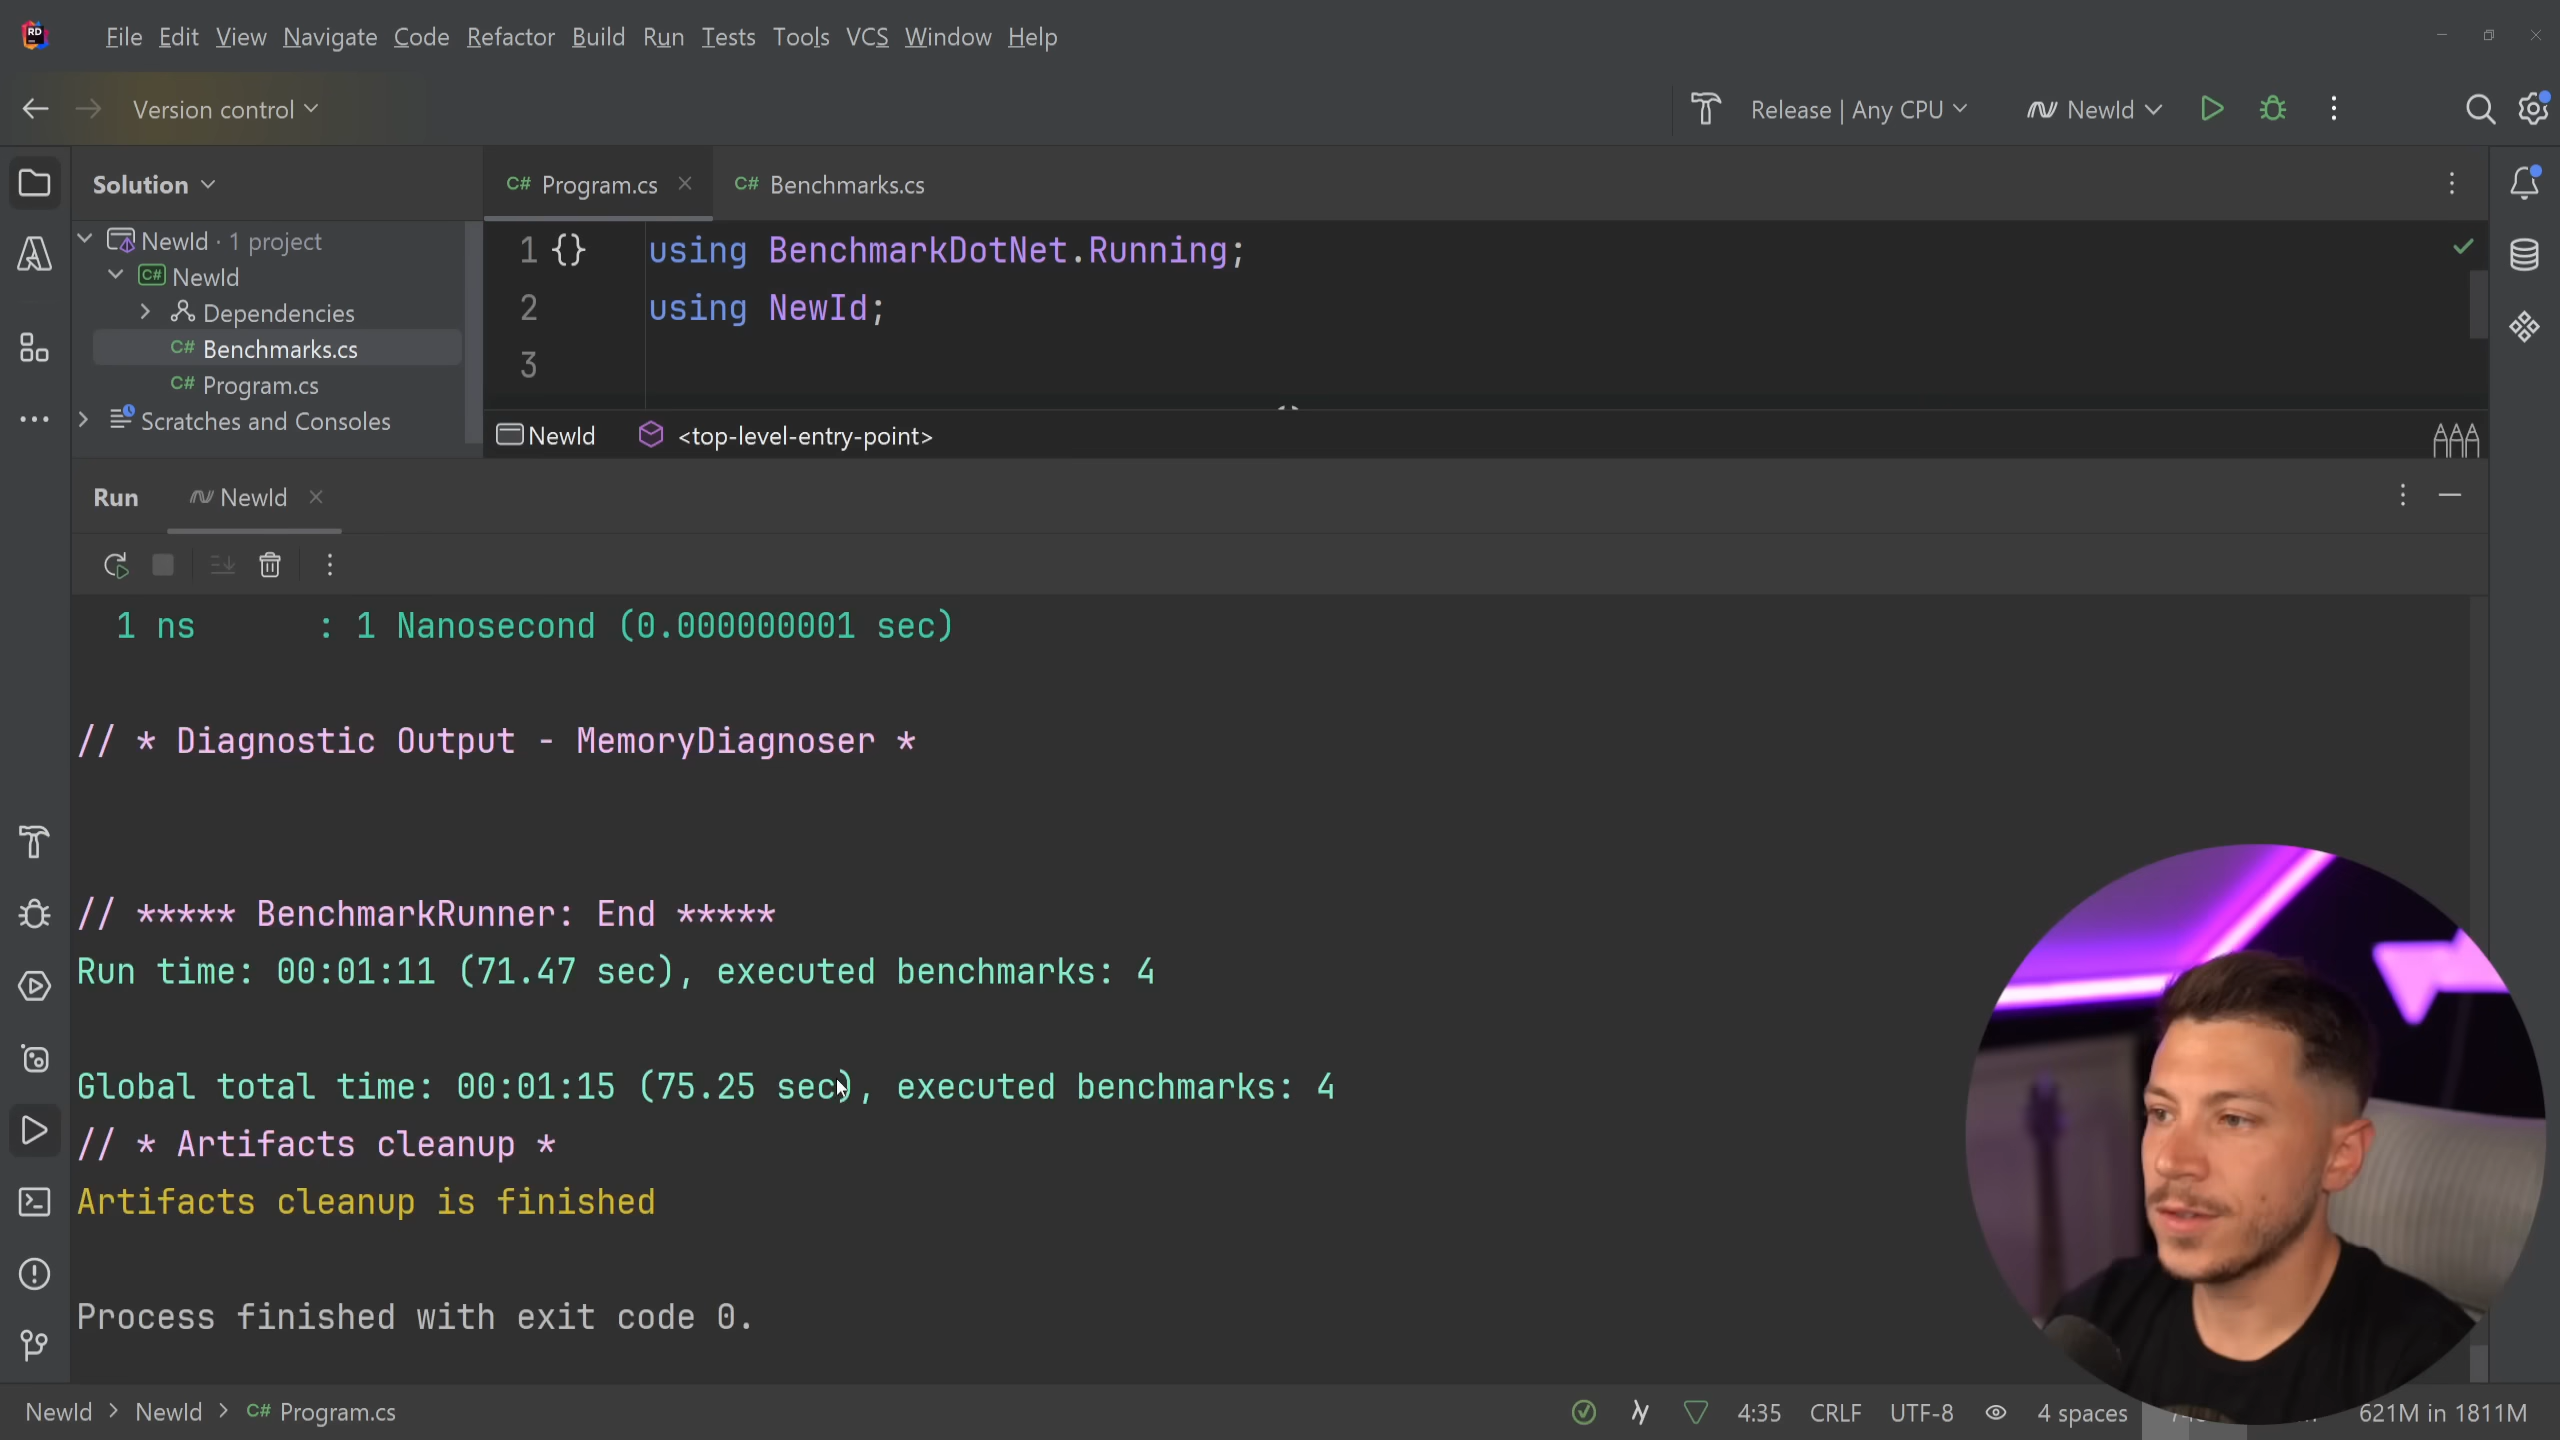 RD
File Edit View Navigate Code Refactor Build Run Tests Tools VCS Window Help
Version control
Release | Any CPU
NewId
Solution
C# Program.cs
C# Benchmarks.cs
NewId · 1 project
C# NewId
Dependencies
C# Benchmarks.cs
C# Program.cs
Scratches and Consoles
1 {} using BenchmarkDotNet.Running;
2 using NewId;
3
NewId <top-level-entry-point>
Run NewId
1 ns : 1 Nanosecond (0.000000001 sec)
// * Diagnostic Output - MemoryDiagnoser *
// ***** BenchmarkRunner: End *****
Run time: 00:01:11 (71.47 sec), executed benchmarks: 4
Global total time: 00:01:15 (75.25 sec), executed benchmarks: 4
// * Artifacts cleanup *
Artifacts cleanup is finished
Process finished with exit code 0.
NewId > NewId > C# Program.cs
4:35 CRLF UTF-8 4 spaces
621M in 1811M